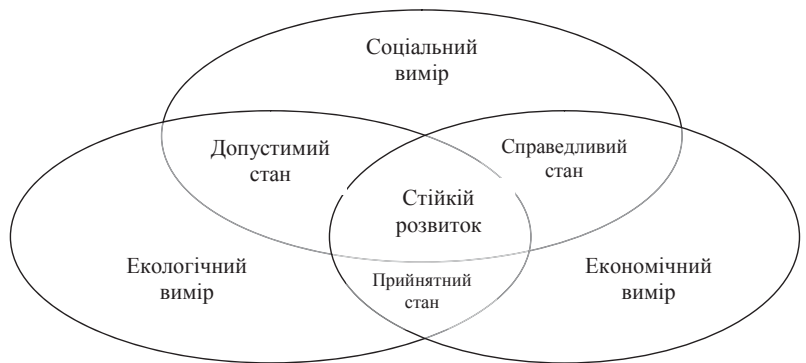 Соціальний
вимір
Допустимий
стан
Справедливий
стан
Стійкій
розвиток
Екологічний
вимір
Прийнятний
стан
Економічний
вимір